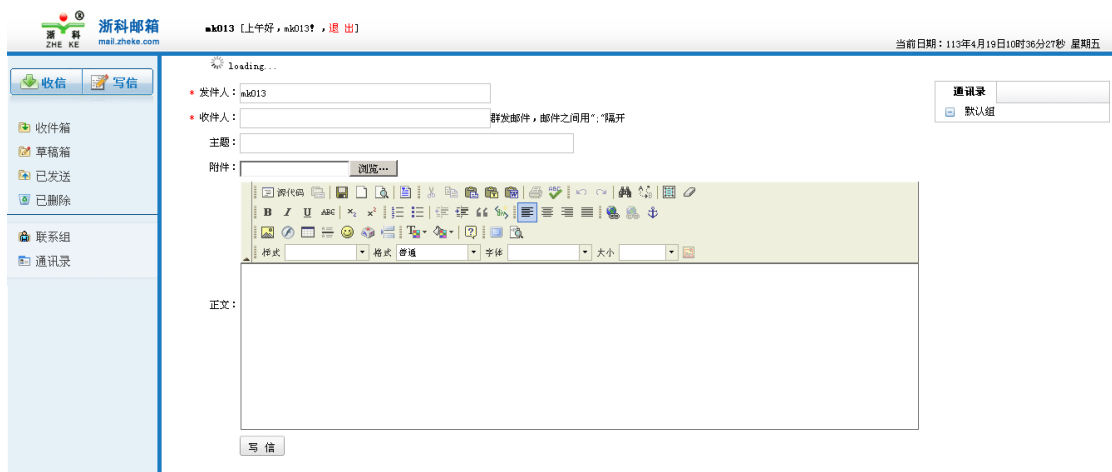 浙 科
ZHE KE
浙科邮箱
mail.zheke.com
mk013 [上午好，mk013!，退 出]
当前日期：113年4月19日10时36分27秒 星期五
收信
写信
收件箱
草稿箱
已发送
已删除
联系组
通讯录
loading...
* 发件人： mk013
* 收件人： 群发邮件，邮件之间用";"隔开
主题：
附件： 浏览…
源代码
B I U ABC x₂ x²
样式 格式 普通 字体 大小
正文：
写 信
通讯录
默认组